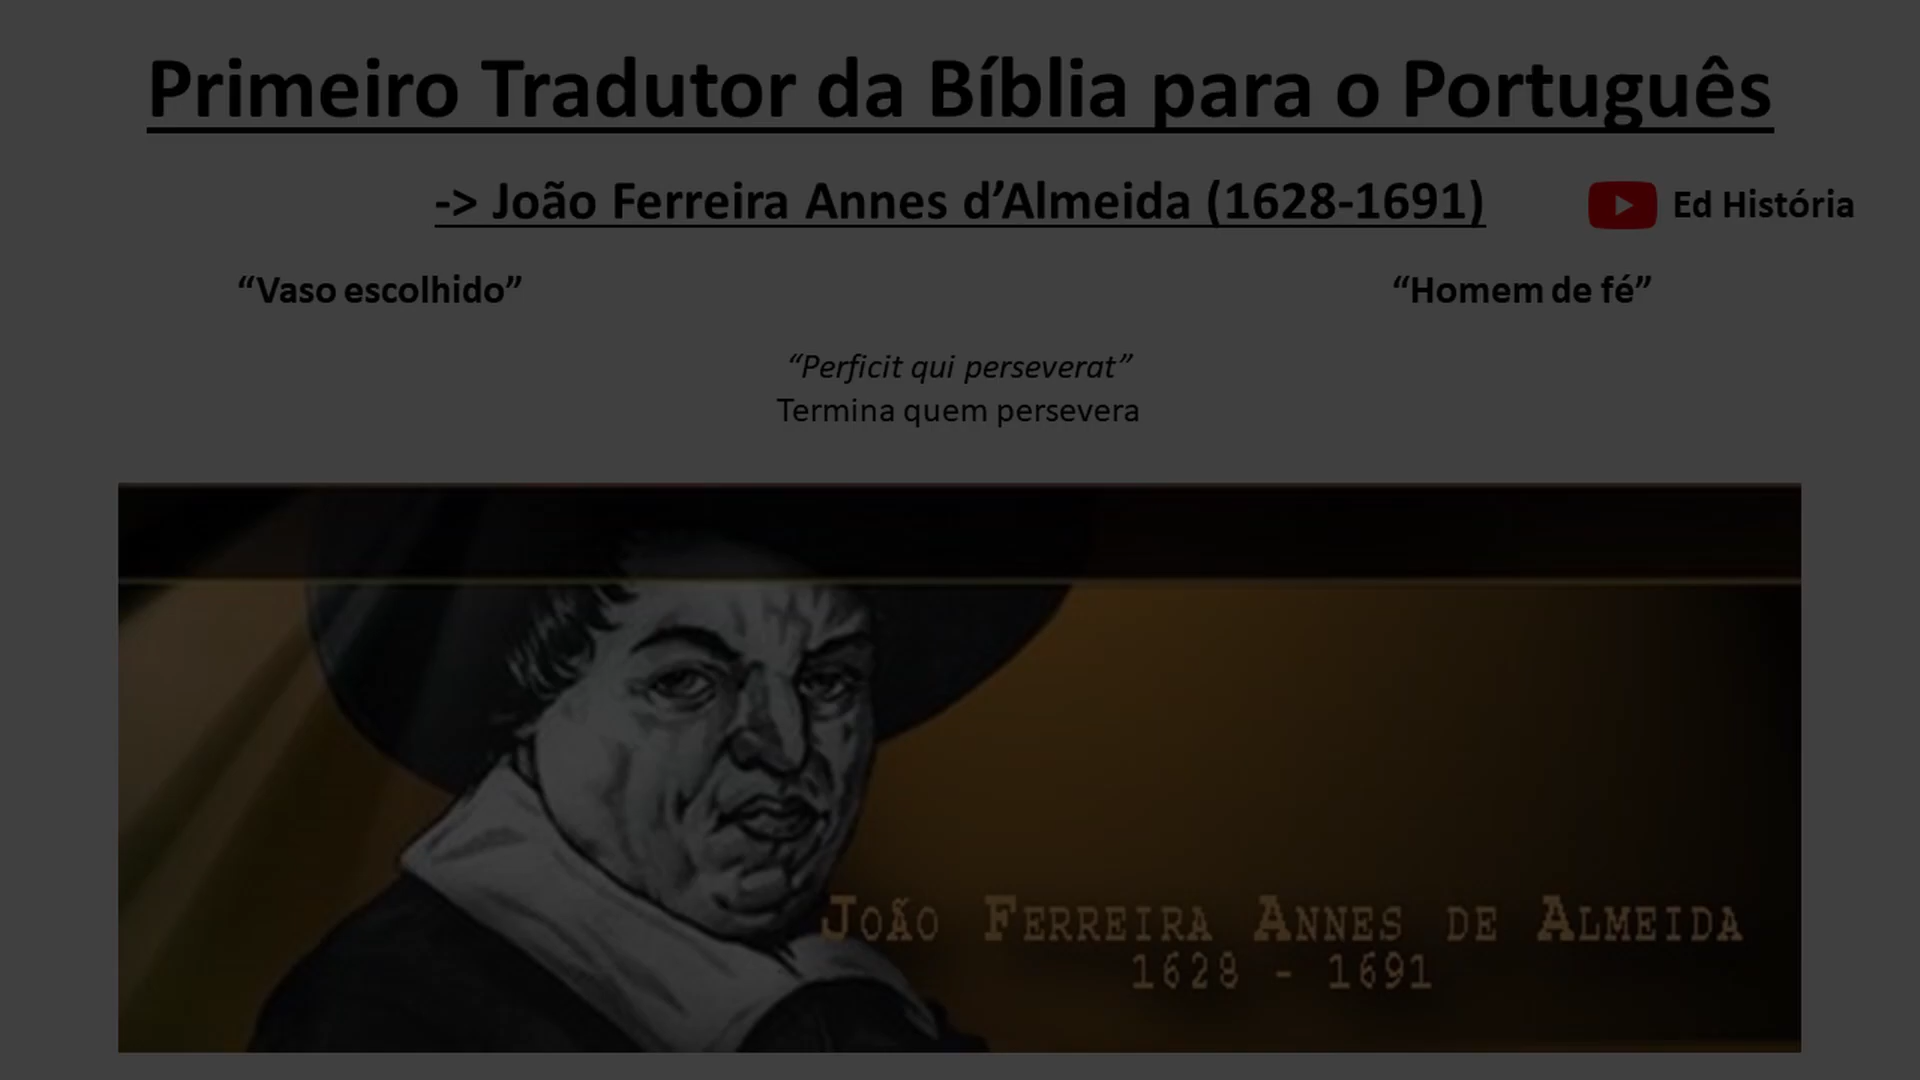 Primeiro Tradutor da Bíblia para o Português
-> João Ferreira Annes d’Almeida (1628-1691)
Ed História
“Vaso escolhido”
“Homem de fé”
“Perficit qui perseverat”
Termina quem persevera
João Ferreira Annes de Almeida
1628 - 1691